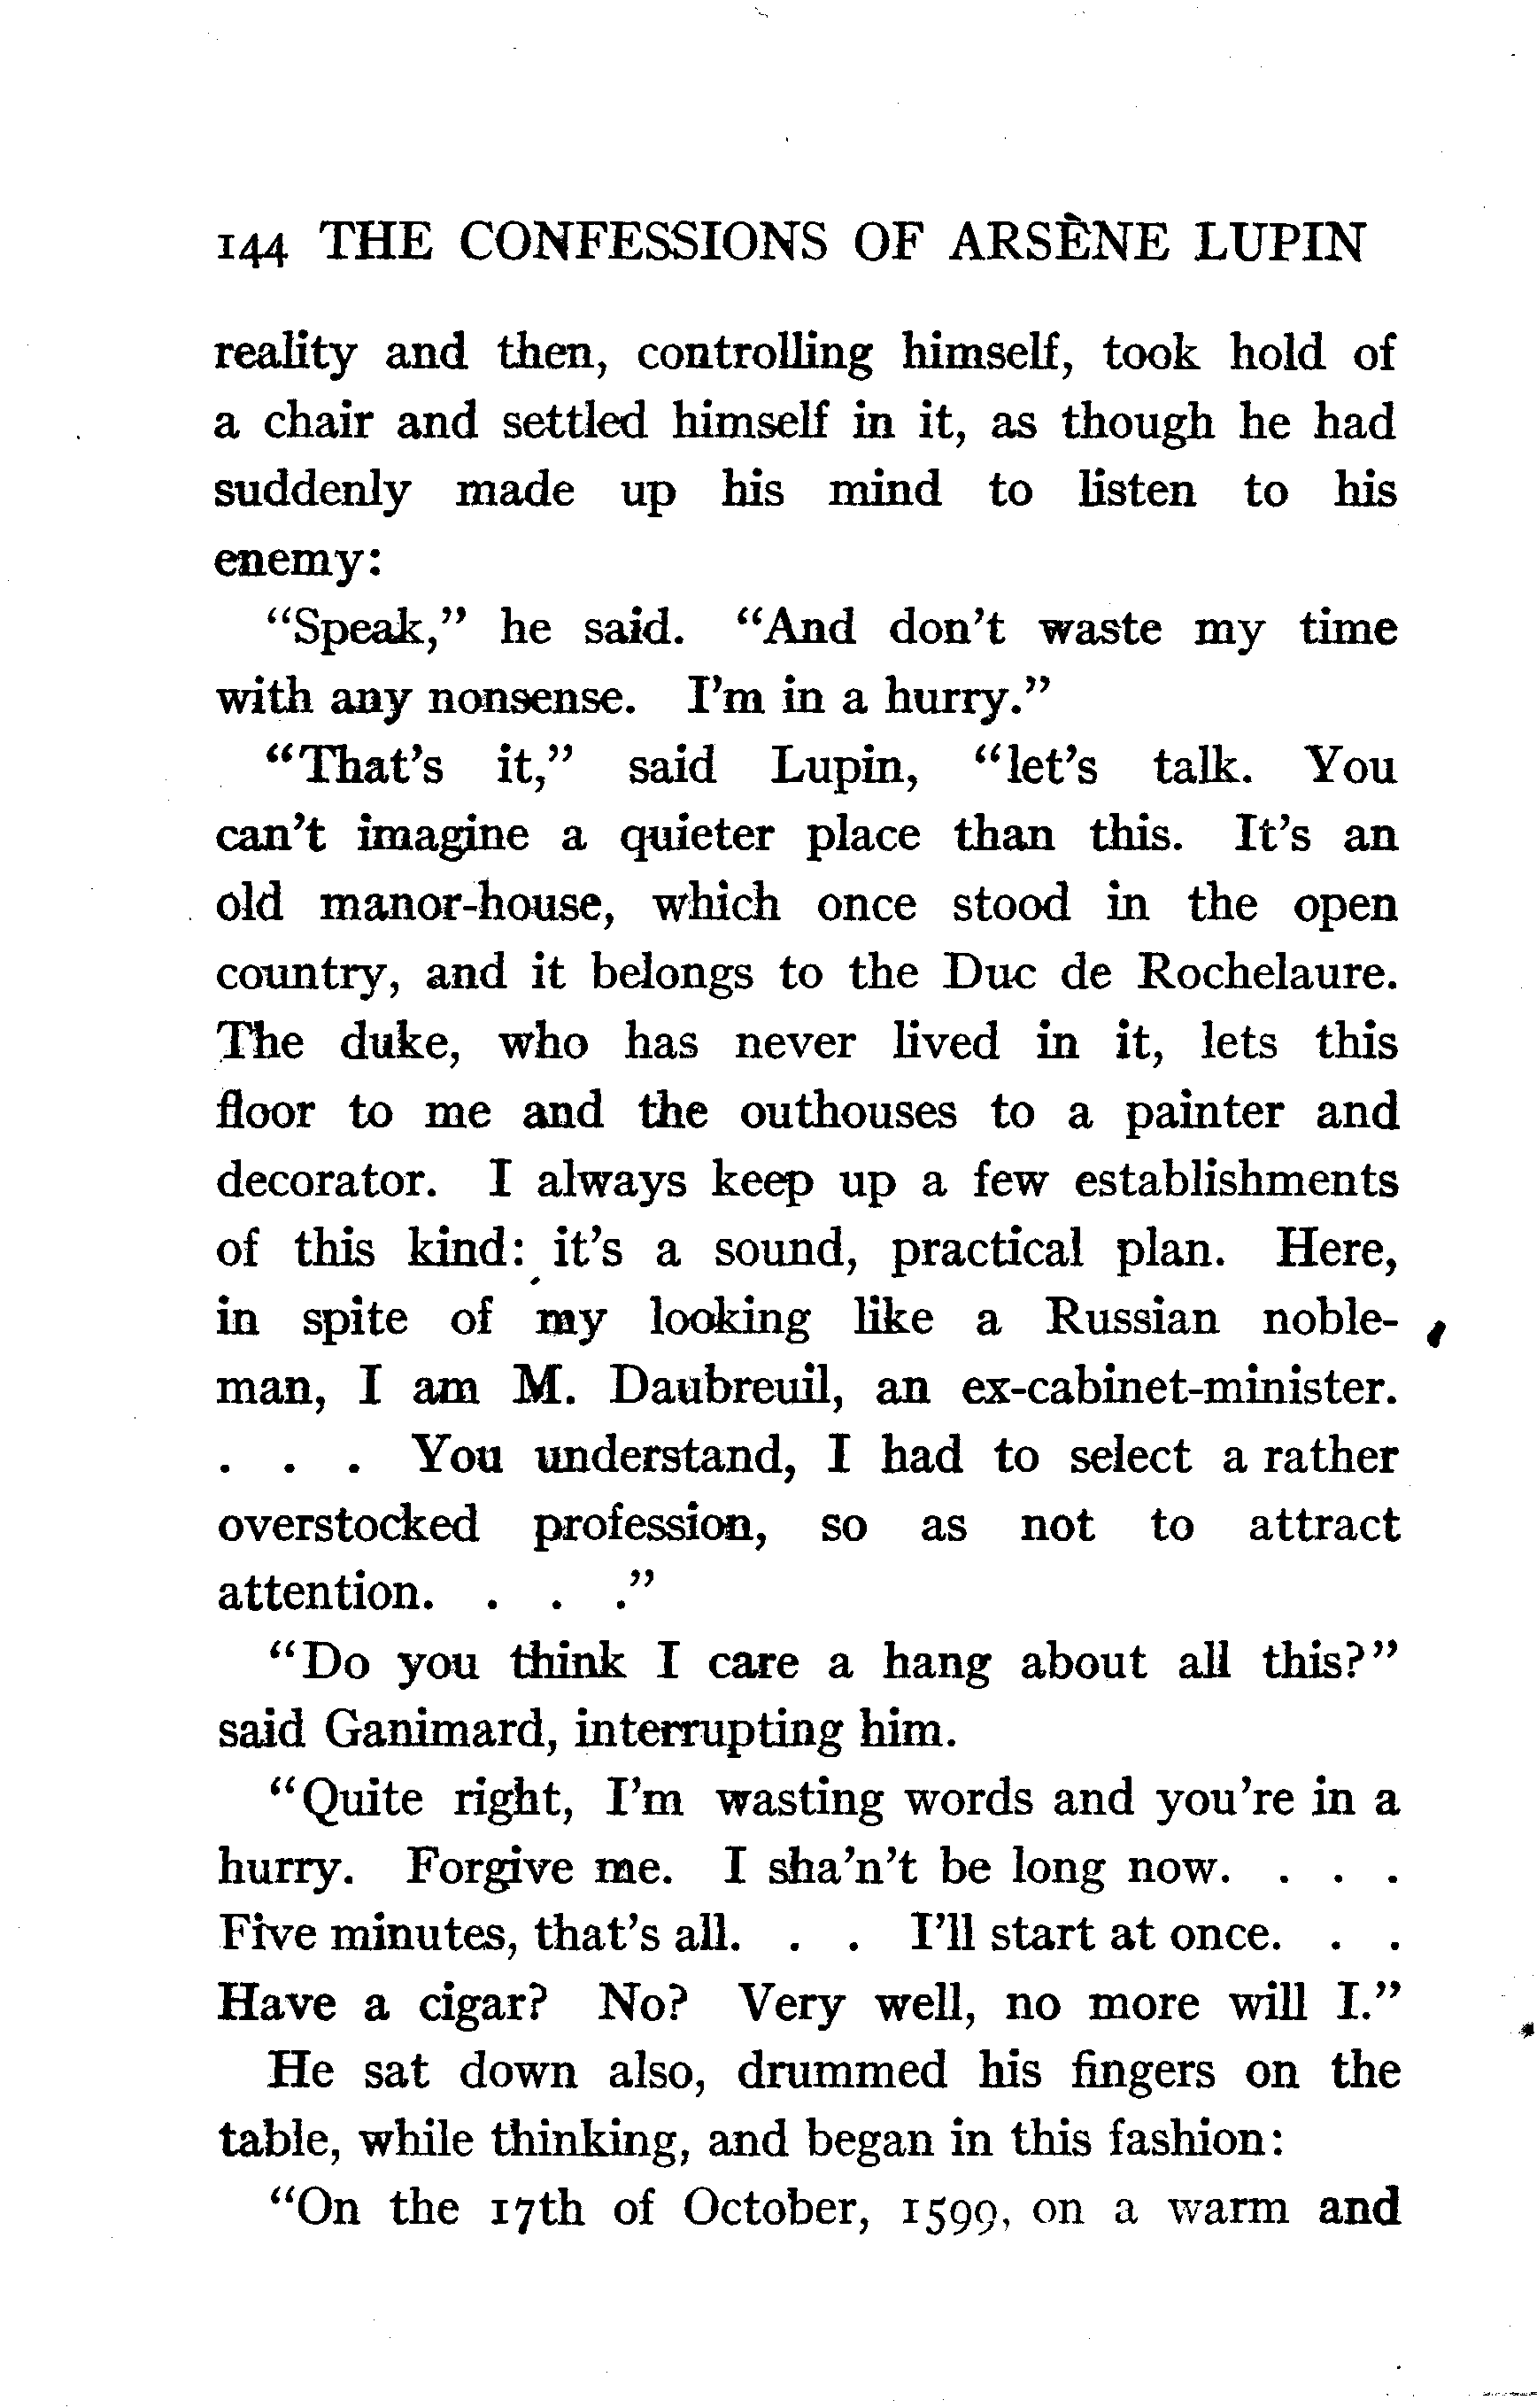 144 THE CONFESSIONS OF ARSÈNE LUPIN
reality and then, controlling himself, took hold of
a chair and settled himself in it, as though he had
suddenly made up his mind to listen to his
enemy:
“Speak,” he said. “And don’t waste my time
with any nonsense. I’m in a hurry.”
“That’s it,” said Lupin, “let’s talk. You
can’t imagine a quieter place than this. It’s an
old manor-house, which once stood in the open
country, and it belongs to the Duc de Rochelaure.
The duke, who has never lived in it, lets this
floor to me and the outhouses to a painter and
decorator. I always keep up a few establishments
of this kind: it’s a sound, practical plan. Here,
in spite of my looking like a Russian noble-
man, I am M. Daubreuil, an ex-cabinet-minister.
. . . You understand, I had to select a rather
overstocked profession, so as not to attract
attention. . . .”
“Do you think I care a hang about all this?”
said Ganimard, interrupting him.
“Quite right, I’m wasting words and you’re in a
hurry. Forgive me. I sha’n’t be long now. . . .
Five minutes, that’s all. . . I’ll start at once. . .
Have a cigar? No? Very well, no more will I.”
He sat down also, drummed his fingers on the
table, while thinking, and began in this fashion:
“On the 17th of October, 1599, on a warm and